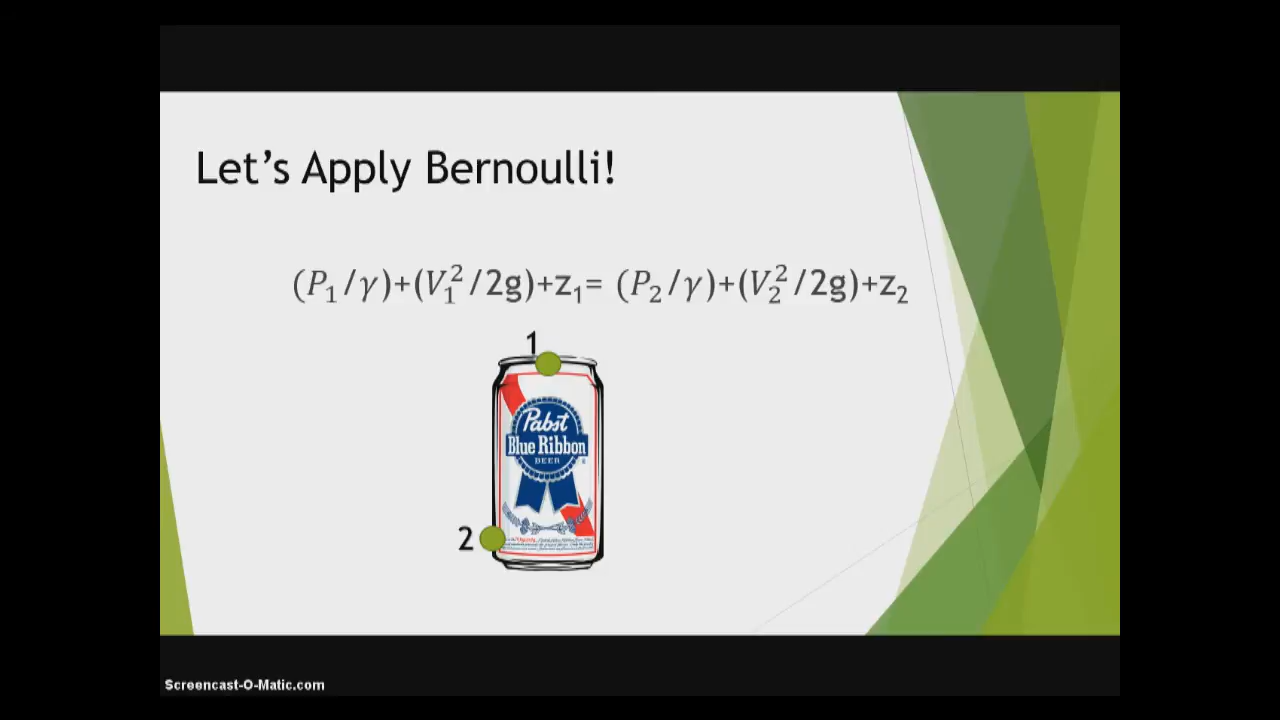 Let’s Apply Bernoulli!
(P₁/γ)+(V₁²/2g)+z₁= (P₂/γ)+(V₂²/2g)+z₂
1
Pabst
Blue Ribbon
BEER
2
Screencast-O-Matic.com